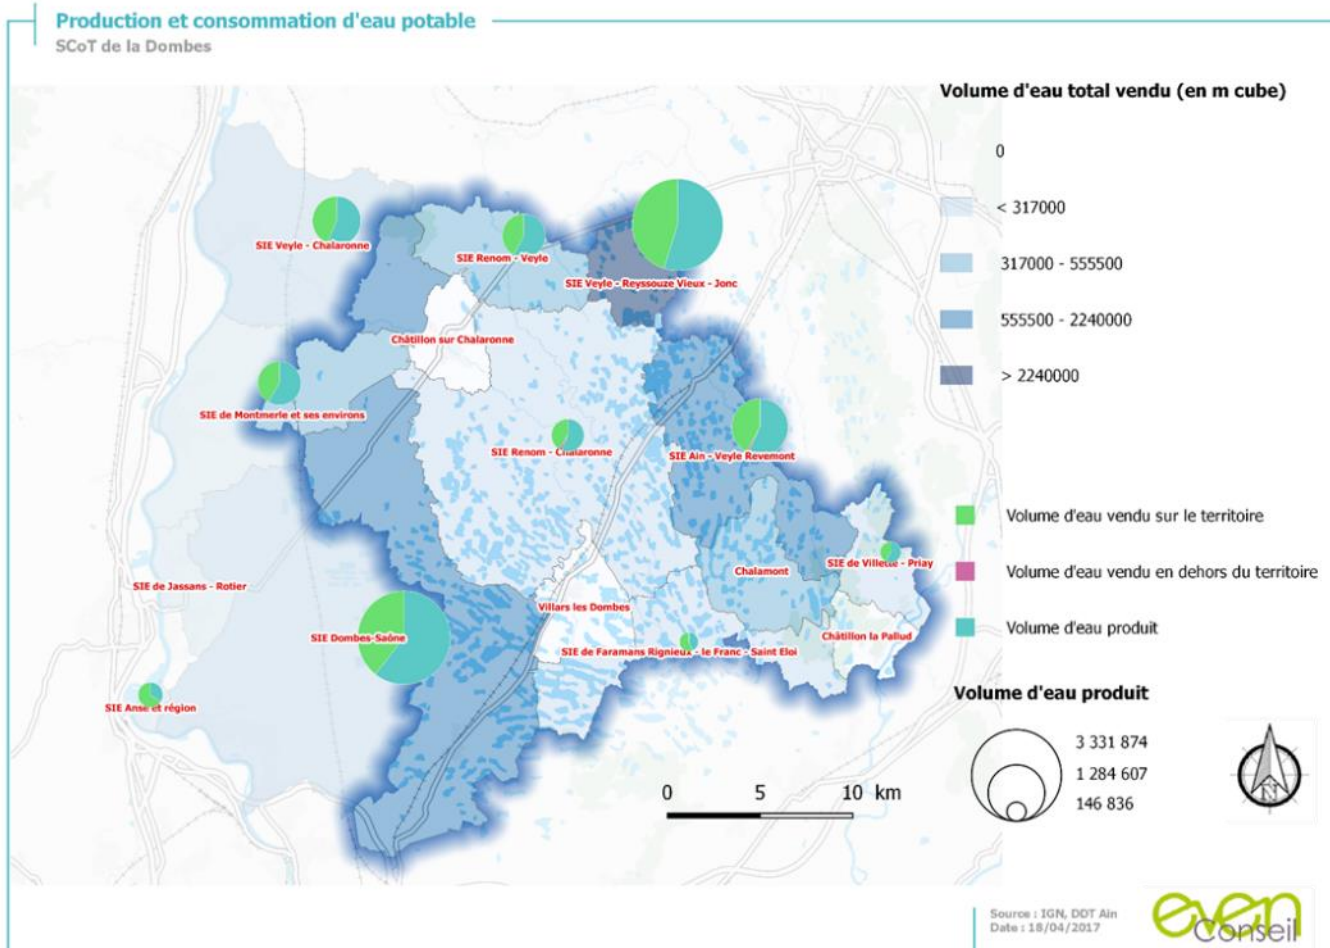 Production et consommation d'eau potable
SCoT de la Dombes
Volume d'eau total vendu (en m cube)
0
< 317000
317000 - 555500
555500 - 2240000
> 2240000
SIE Veyle - Chalaronne
SIE Renom - Veyle
SIE Veyle - Reyssouze Vieux - Jonc
Châtillon sur Chalaronne
SIE de Montmerle et ses environs
SIE Renom - Chalaronne
SIE Ain - Veyle Revermont
SIE de Villette - Priay
Chalamont
SIE de Jassans - Rotier
Villars les Dombes
SIE Dombes-Saône
Châtillon la Pallud
SIE de Faramans Rignieux - le Franc - Saint Eloi
SIE Anse et région
Volume d'eau vendu sur le territoire
Volume d'eau vendu en dehors du territoire
Volume d'eau produit
Volume d'eau produit
3 331 874
1 284 607
146 836
0 5 10 km
N
Source : IGN, DDT Ain
Date : 18/04/2017
even
Conseil